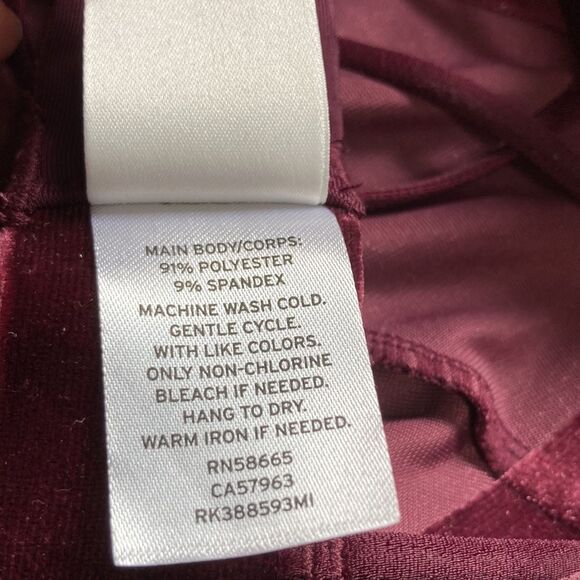 MAIN BODY/CORPS:
91% POLYESTER
9% SPANDEX
MACHINE WASH COLD.
GENTLE CYCLE.
WITH LIKE COLORS.
ONLY NON-CHLORINE
BLEACH IF NEEDED.
HANG TO DRY.
WARM IRON IF NEEDED.
RN58665
CA57963
RK388593MI